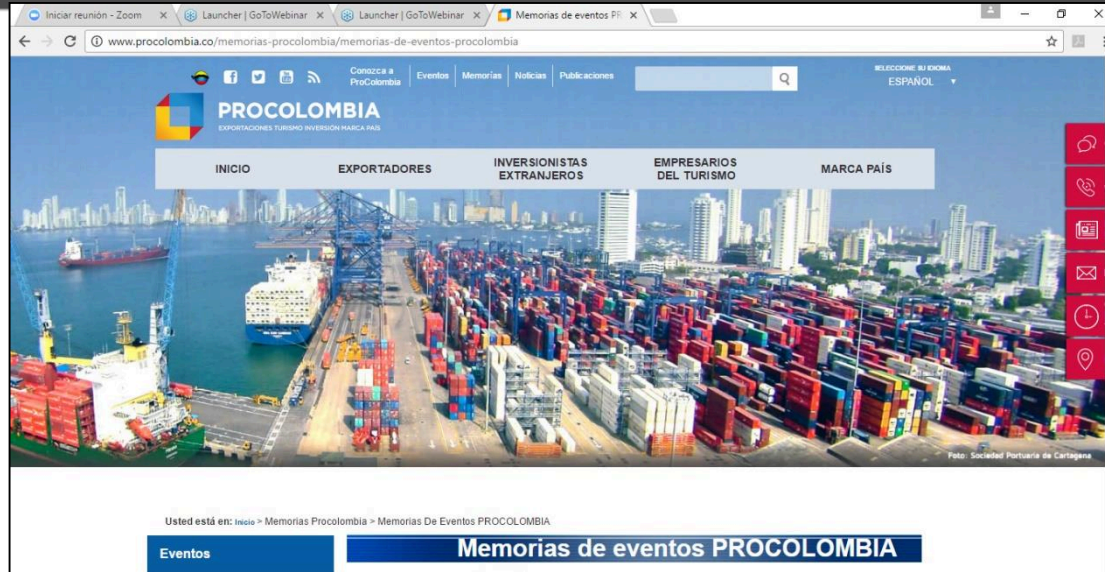 Iniciar reunión - Zoom
Launcher | GoToWebinar
Launcher | GoToWebinar
Memorias de eventos PR
www.procolombia.co/memorias-procolombia/memorias-de-eventos-procolombia
Conozca a
ProColombia
Eventos
Memorías
Noticias
Publicaciones
SELECCIONE SU IDIOMA
ESPAÑOL
PROCOLOMBIA
EXPORTACIONES TURISMO INVERSIÓN MARCA PAÍS
INICIO
EXPORTADORES
INVERSIONISTAS
EXTRANJEROS
EMPRESARIOS
DEL TURISMO
MARCA PAÍS
Foto: Sociedad Portuaria de Cartagena
Usted está en: Inicio > Memorias Procolombia > Memorias De Eventos PROCOLOMBIA
Eventos
Memorias de eventos PROCOLOMBIA